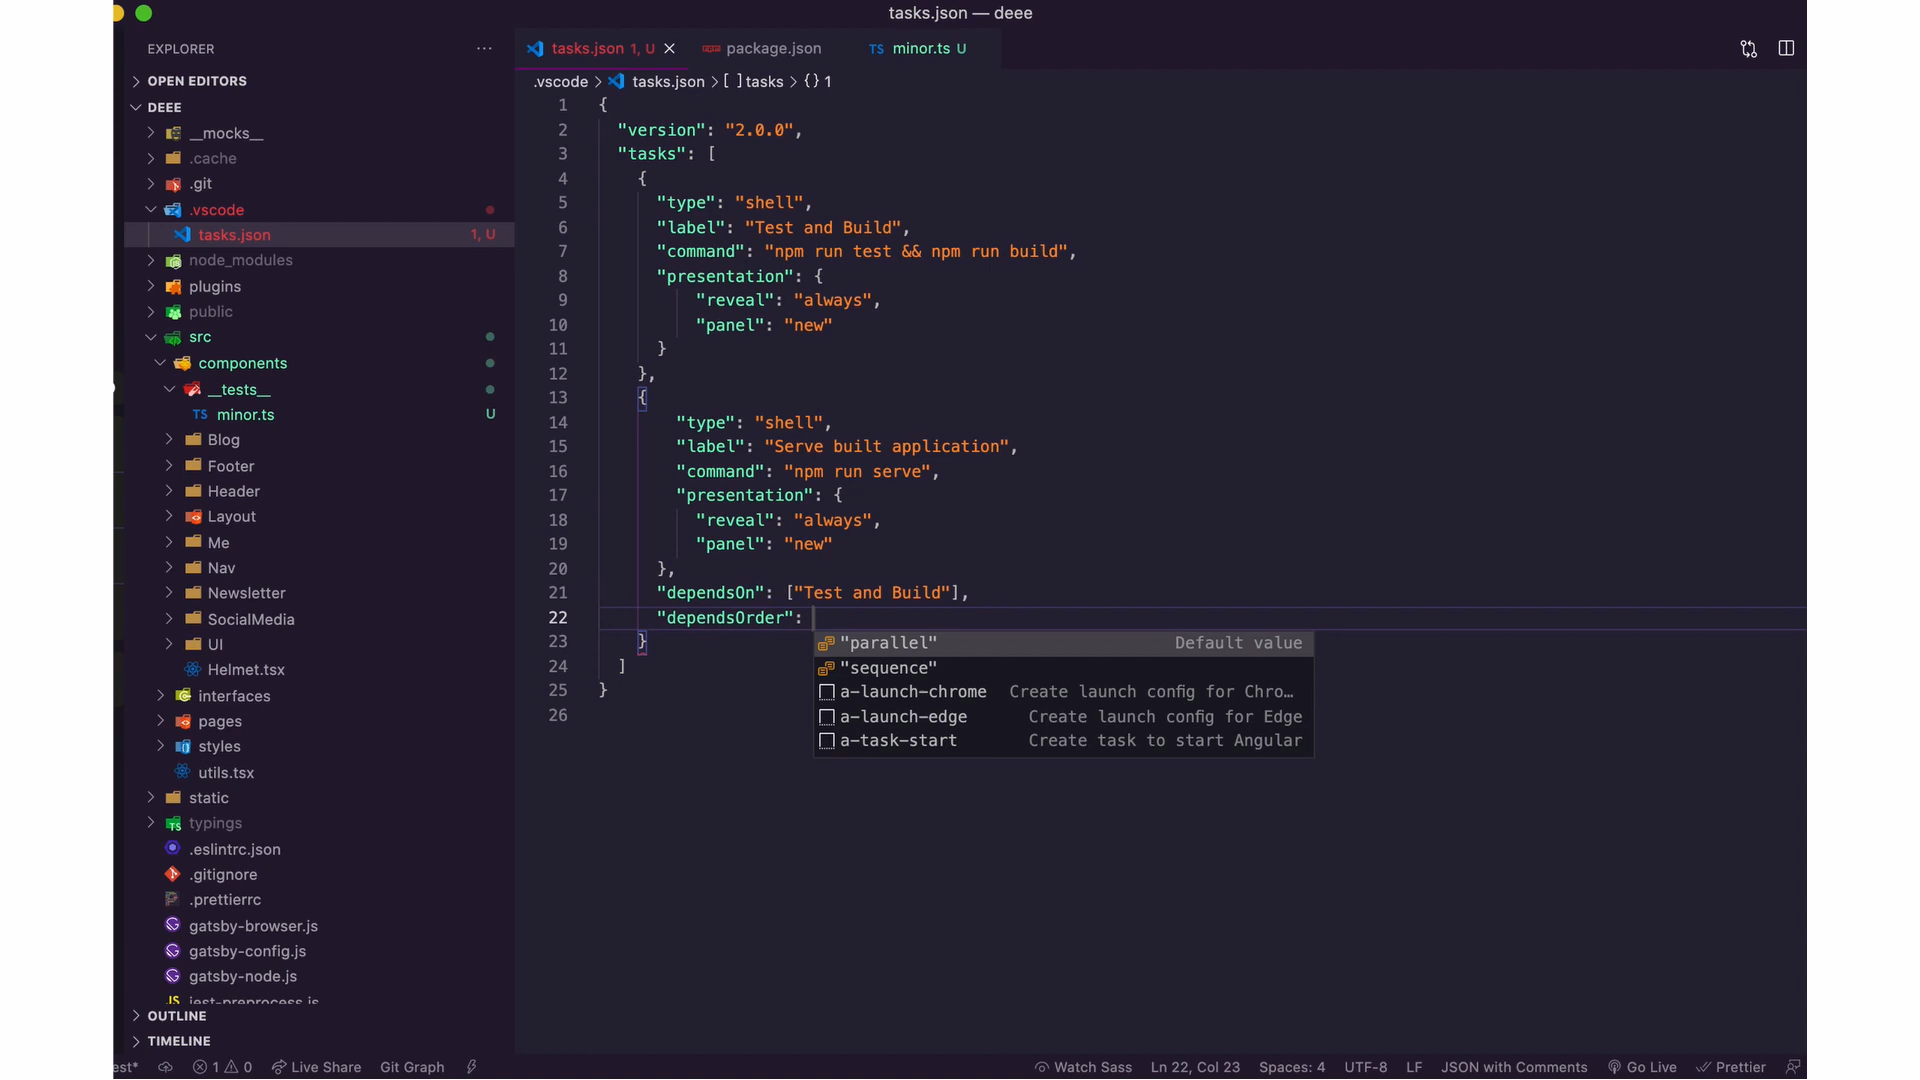 tasks.json — deee
EXPLORER
OPEN EDITORS
DEEE
__mocks__
.cache
.git
.vscode
tasks.json 1, U
node_modules
plugins
public
src
components
__tests__
TS minor.ts U
Blog
Footer
Header
Layout
Me
Nav
Newsletter
SocialMedia
UI
Helmet.tsx
interfaces
pages
styles
utils.tsx
static
typings
.eslintrc.json
.gitignore
.prettierrc
gatsby-browser.js
gatsby-config.js
gatsby-node.js
JS jest-preprocess.js
OUTLINE
TIMELINE
tasks.json 1, U
package.json
TS minor.ts U
.vscode > tasks.json > [ ] tasks > {} 1
1 {
2 "version": "2.0.0",
3 "tasks": [
4 {
5 "type": "shell",
6 "label": "Test and Build",
7 "command": "npm run test && npm run build",
8 "presentation": {
9 "reveal": "always",
10 "panel": "new"
11 }
12 },
13 {
14 "type": "shell",
15 "label": "Serve built application",
16 "command": "npm run serve",
17 "presentation": {
18 "reveal": "always",
19 "panel": "new"
20 },
21 "dependsOn": ["Test and Build"],
22 "dependsOrder":
23 }
24 ]
25 }
26
"parallel" Default value
"sequence"
a-launch-chrome Create launch config for Chro…
a-launch-edge Create launch config for Edge
a-task-start Create task to start Angular
est* 1 0 Live Share Git Graph Watch Sass Ln 22, Col 23 Spaces: 4 UTF-8 LF JSON with Comments Go Live Prettier